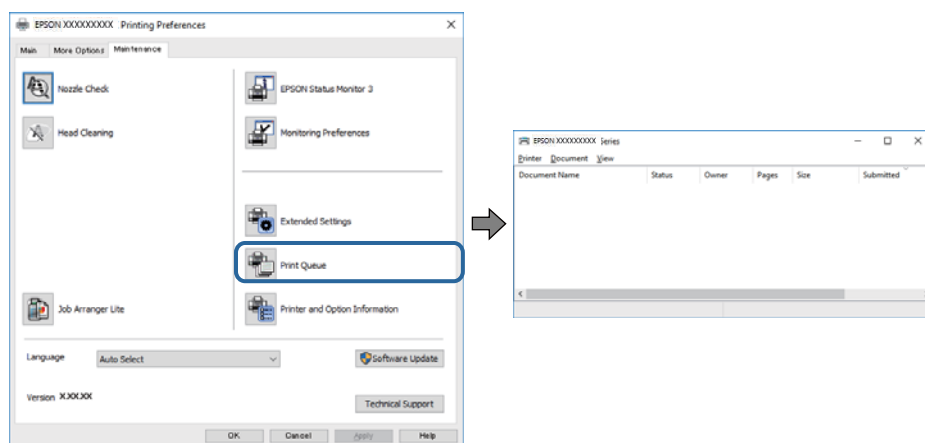 EPSON XXXXXXXXX Printing Preferences
Main More Options Maintenance
Nozzle Check
EPSON Status Monitor 3
Head Cleaning
Monitoring Preferences
Extended Settings
Print Queue
Job Arranger Lite
Printer and Option Information
Language Auto Select Software Update
Version X.XX.XX
Technical Support
OK Cancel Apply Help
EPSON XXXXXXXXX Series
Printer Document View
Document Name Status Owner Pages Size Submitted